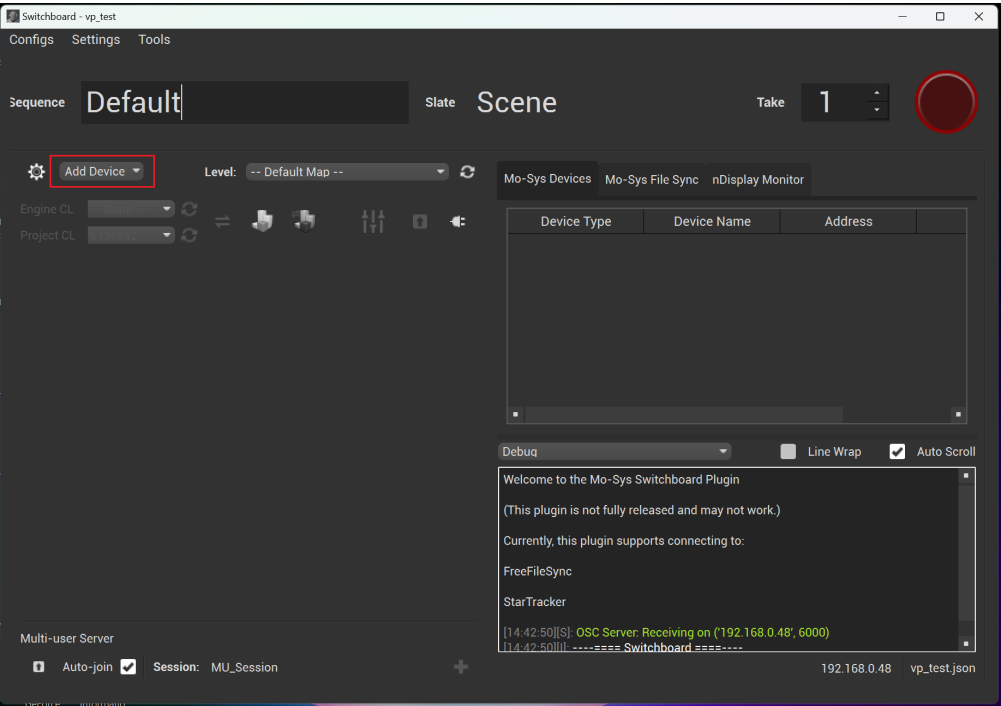 Switchboard - vp_test
Configs Settings Tools
Sequence Default Slate Scene Take 1
Add Device Level: -- Default Map --
Engine CL
Project CL
Mo-Sys Devices Mo-Sys File Sync nDisplay Monitor
Device Type Device Name Address
Debug Line Wrap Auto Scroll
Welcome to the Mo-Sys Switchboard Plugin
(This plugin is not fully released and may not work.)
Currently, this plugin supports connecting to:
FreeFileSync
StarTracker
[14:42:50][S]: OSC Server: Receiving on ('192.168.0.48', 6000)
[14:42:50][I]: ----==== Switchboard ====----
Multi-user Server
Auto-join Session: MU_Session
192.168.0.48 vp_test.json